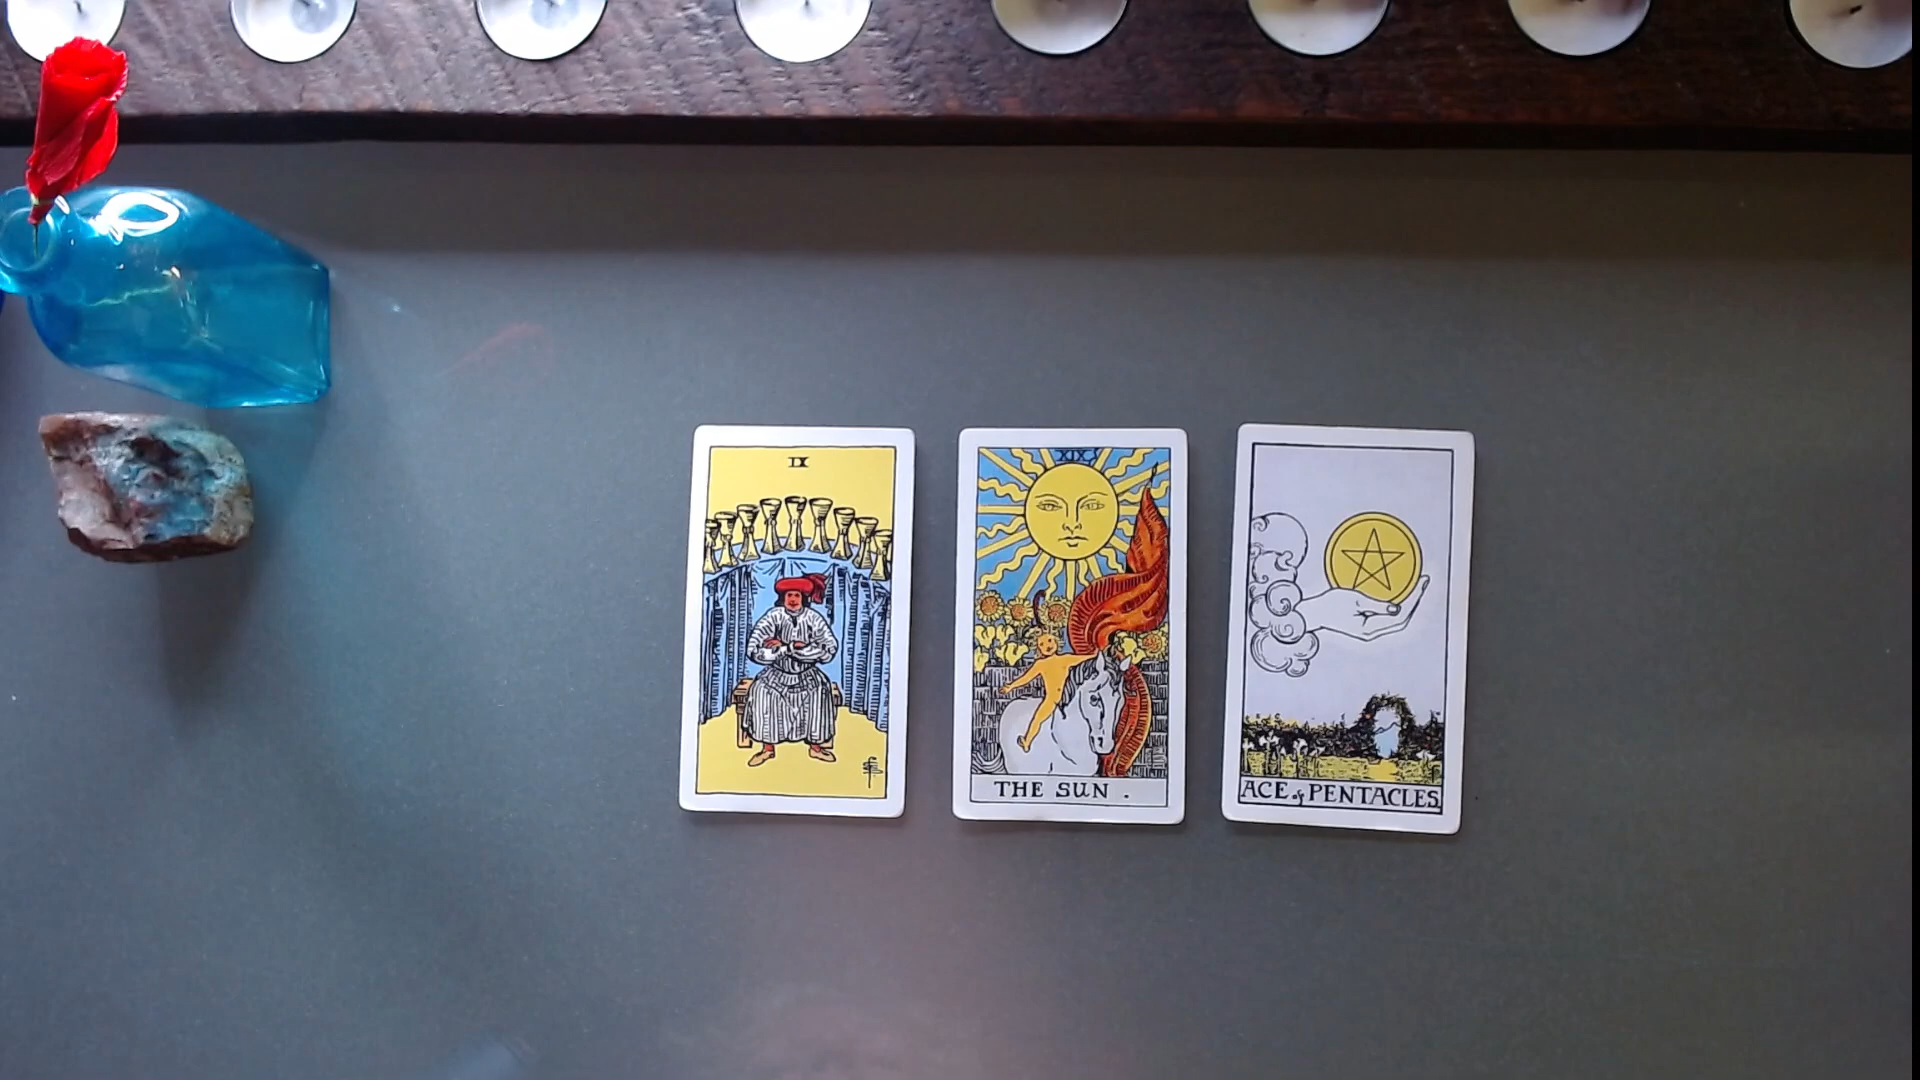 IX
XIX
THE SUN .
ACE of PENTACLES